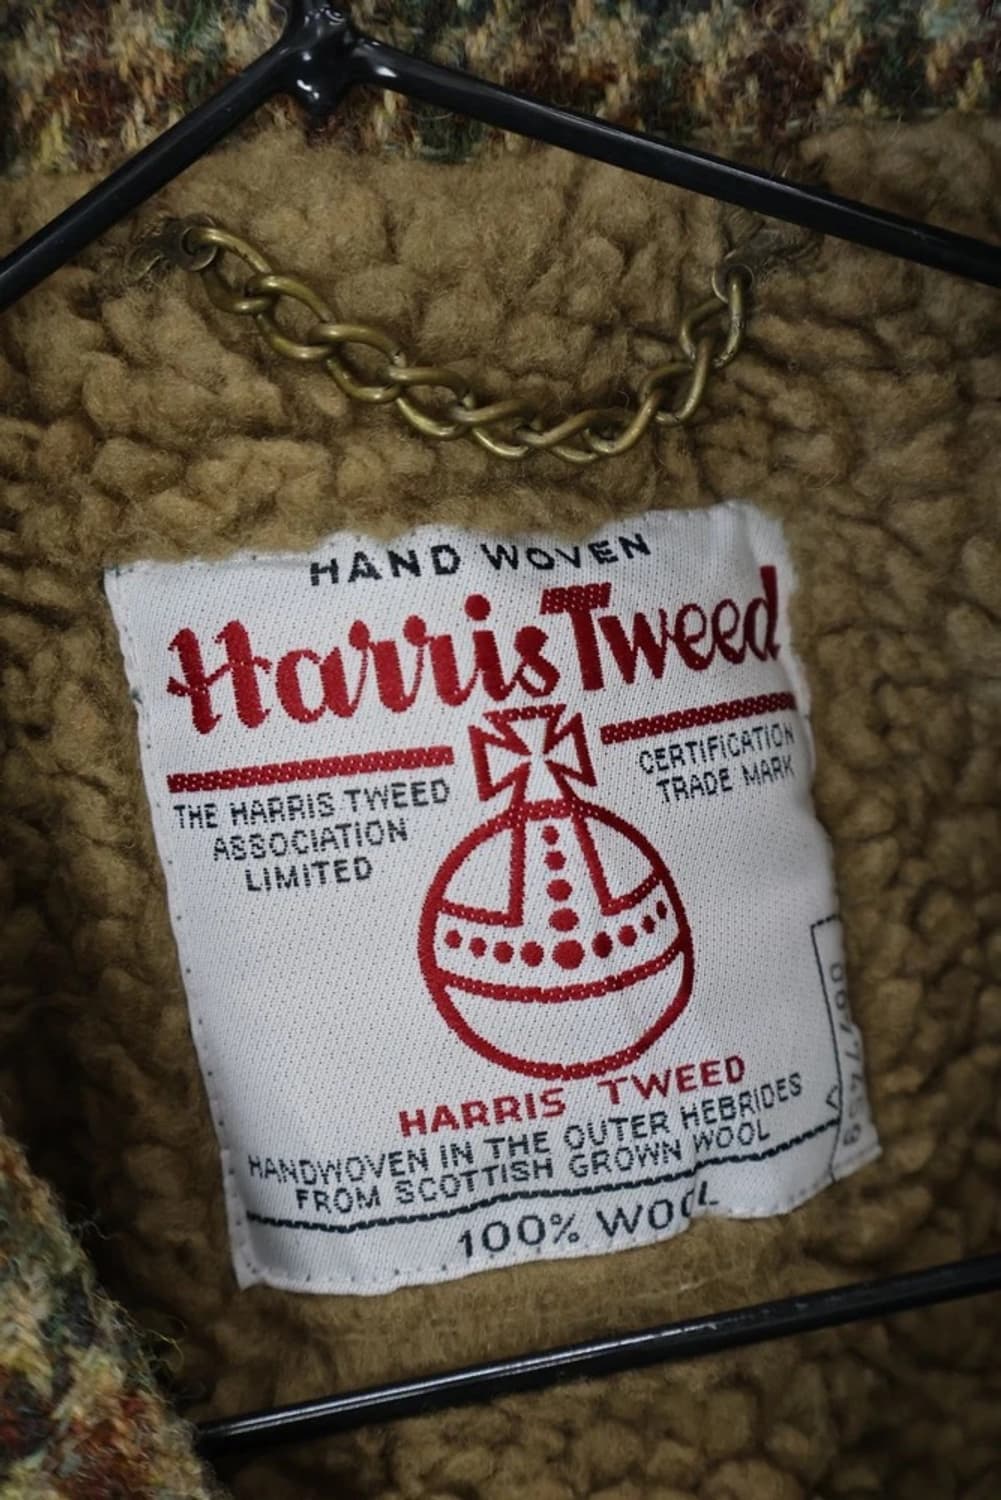 HAND WOVEN
Harris Tweed
THE HARRIS TWEED
ASSOCIATION
LIMITED
CERTIFICATION
TRADE MARK
HARRIS TWEED
HANDWOVEN IN THE OUTER HEBRIDES
FROM SCOTTISH GROWN WOOL
100% WOOL